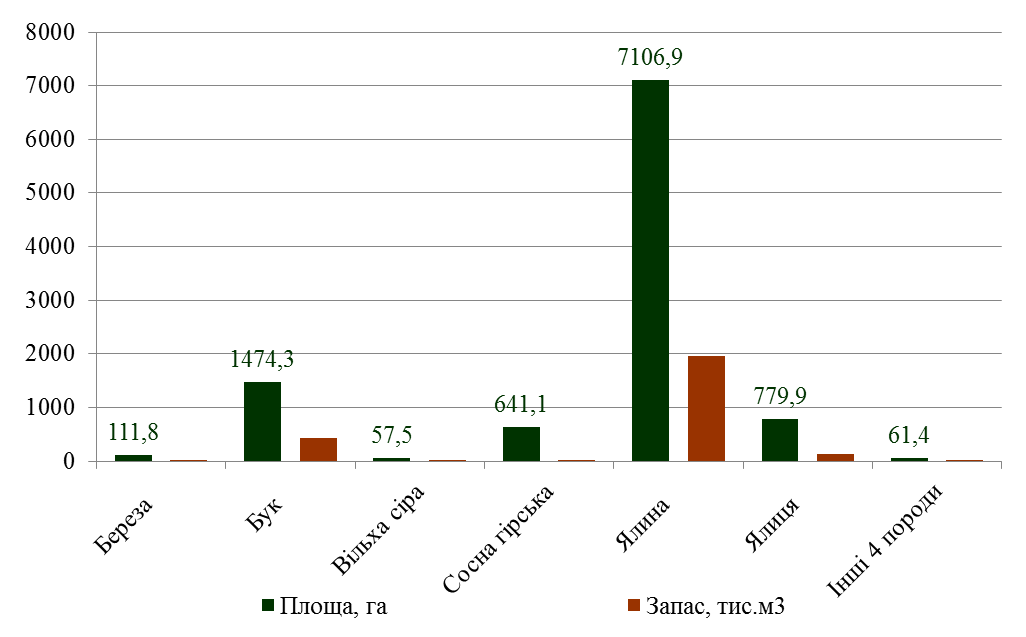 8000
7000
6000
5000
4000
3000
2000
1000
0
111,8
1474,3
57,5
641,1
7106,9
779,9
61,4
Береза
Бук
Вільха сіра
Сосна гірська
Ялина
Ялиця
Інші 4 породи
Площа, га
Запас, тис.м3